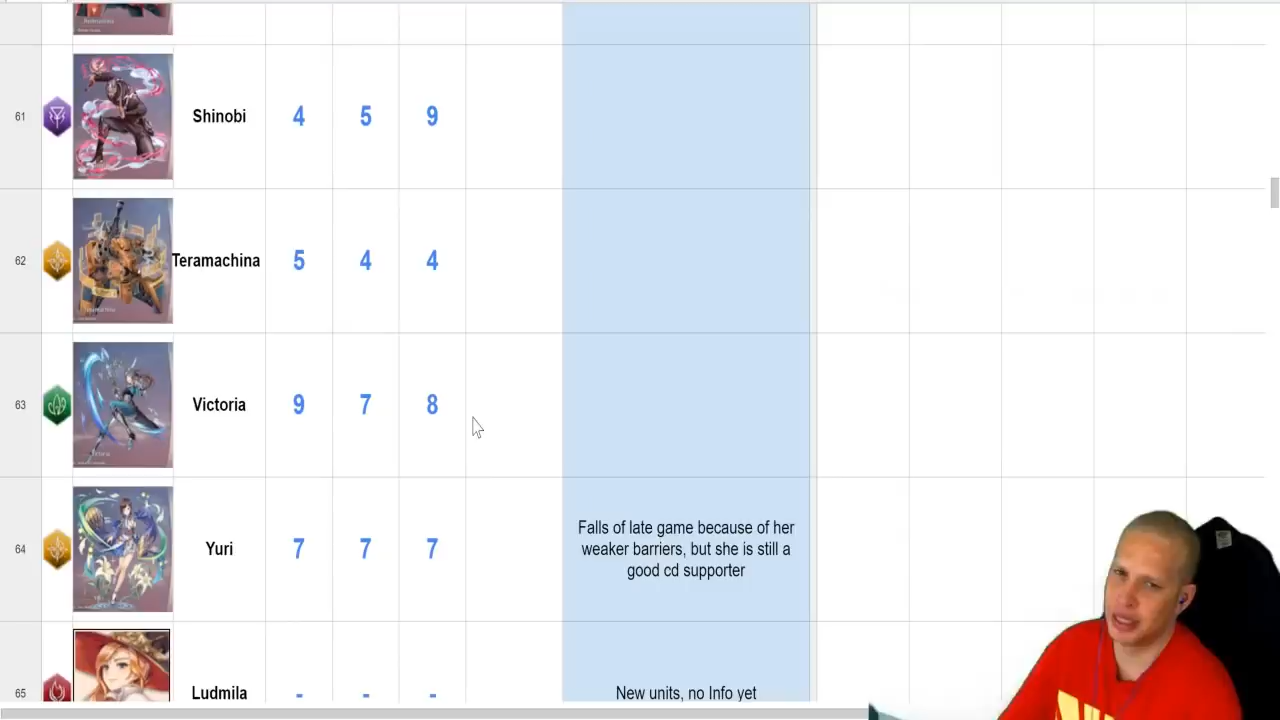 61
Shinobi
4
5
9
62
Teramachina
5
4
4
63
Victoria
9
7
8
64
Yuri
7
7
7
Falls of late game because of her
weaker barriers, but she is still a
good cd supporter
65
Ludmila
-
-
-
New units, no Info yet